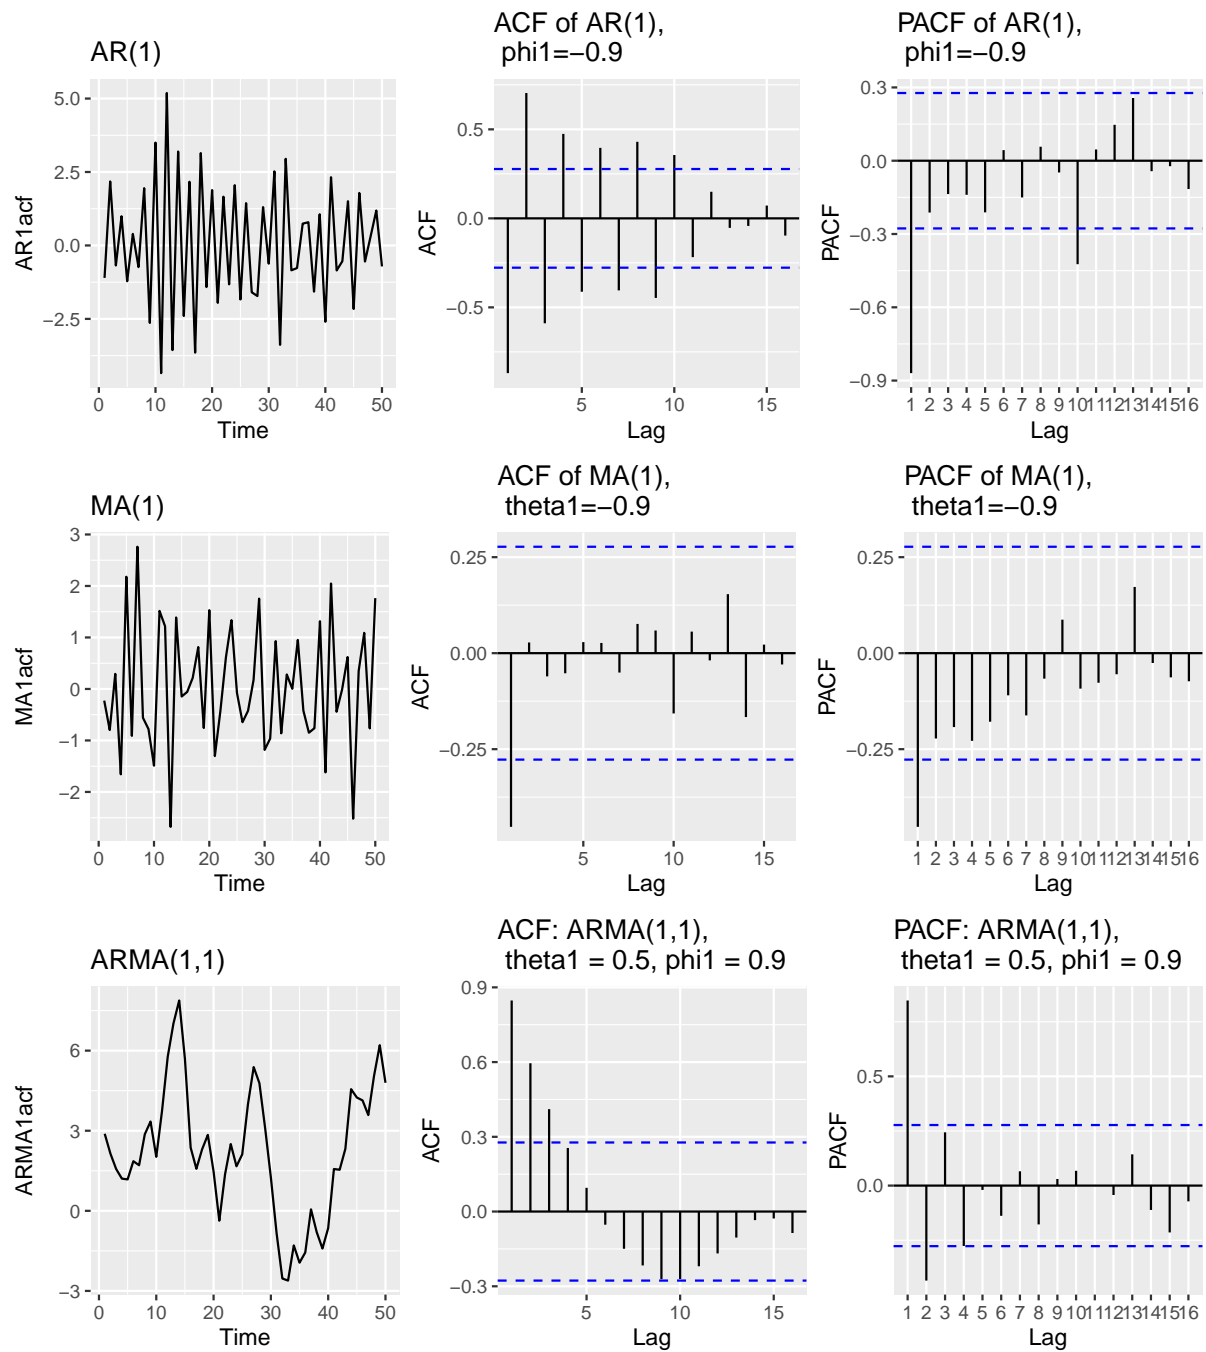 AR(1)
5.0
2.5
0.0
−2.5
AR1acf
0 10 20 30 40 50
Time
ACF of AR(1),
phi1=−0.9
0.5
0.0
−0.5
ACF
5 10 15
Lag
PACF of AR(1),
phi1=−0.9
0.3
0.0
−0.3
−0.6
−0.9
PACF
1 2 3 4 5 6 7 8 9 10 11 12 13 14 15 16
Lag
MA(1)
3
2
1
0
−1
−2
MA1acf
0 10 20 30 40 50
Time
ACF of MA(1),
theta1=−0.9
0.25
0.00
−0.25
ACF
5 10 15
Lag
PACF of MA(1),
theta1=−0.9
0.25
0.00
−0.25
PACF
1 2 3 4 5 6 7 8 9 10 11 12 13 14 15 16
Lag
ARMA(1,1)
6
3
0
−3
ARMA1acf
0 10 20 30 40 50
Time
ACF: ARMA(1,1),
theta1 = 0.5, phi1 = 0.9
0.9
0.6
0.3
0.0
−0.3
ACF
5 10 15
Lag
PACF: ARMA(1,1),
theta1 = 0.5, phi1 = 0.9
0.5
0.0
PACF
1 2 3 4 5 6 7 8 9 10 11 12 13 14 15 16
Lag